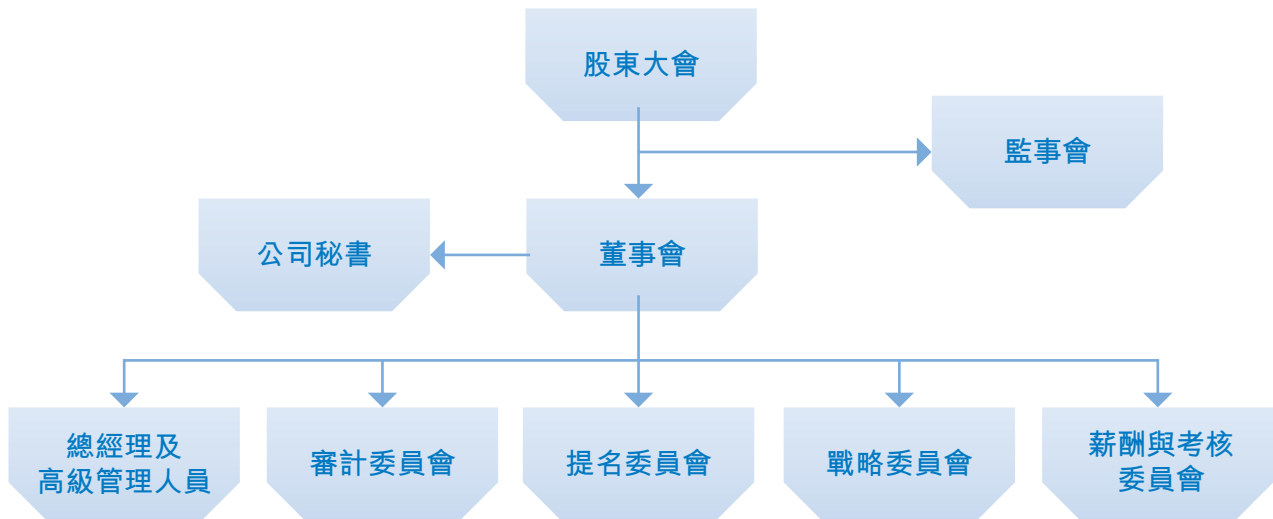 股東大會
監事會
公司秘書
董事會
總經理及
高級管理人員
審計委員會
提名委員會
戰略委員會
薪酬與考核
委員會